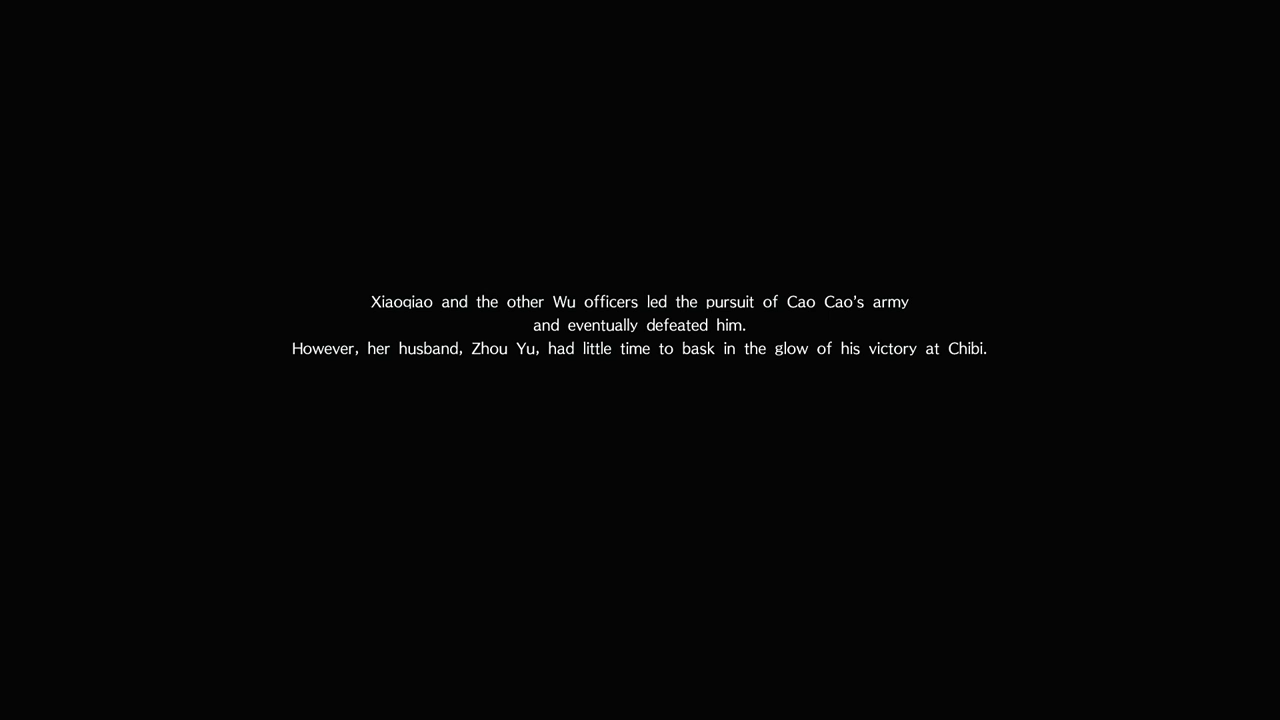 Xiaoqiao and the other Wu officers led the pursuit of Cao Cao's army
and eventually defeated him.
However, her husband, Zhou Yu, had little time to bask in the glow of his victory at Chibi.